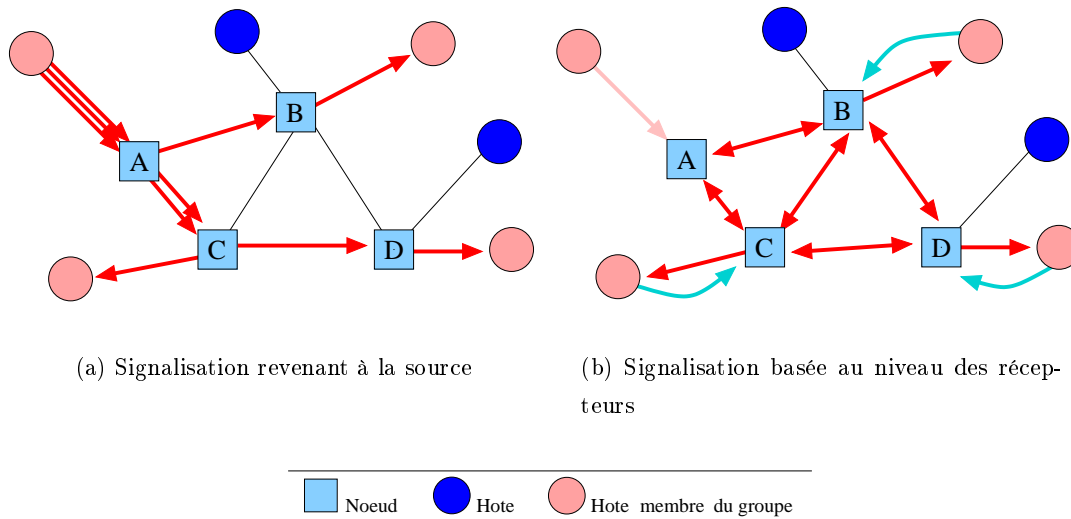 B
A
C
D
B
A
C
D
(a) Signalisation revenant à la source
(b) Signalisation basée au niveau des récep-
teurs
Noeud
Hote
Hote membre du groupe